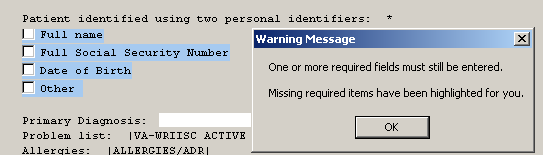 Patient identified using two personal identifiers: *
Full name
Full Social Security Number
Date of Birth
Other
Primary Diagnosis:
Problem list: |VA-WRIISC ACTIVE
Allergies: |ALLERGIES/ADR|
Warning Message
One or more required fields must still be entered.
Missing required items have been highlighted for you.
OK